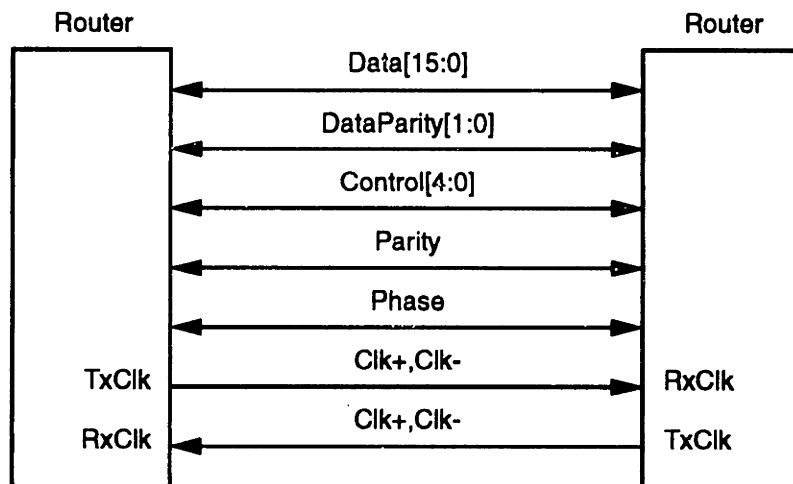 Router Router
Data[15:0]
DataParity[1:0]
Control[4:0]
Parity
Phase
Clk+,Clk-
TxClk RxClk
Clk+,Clk-
RxClk TxClk